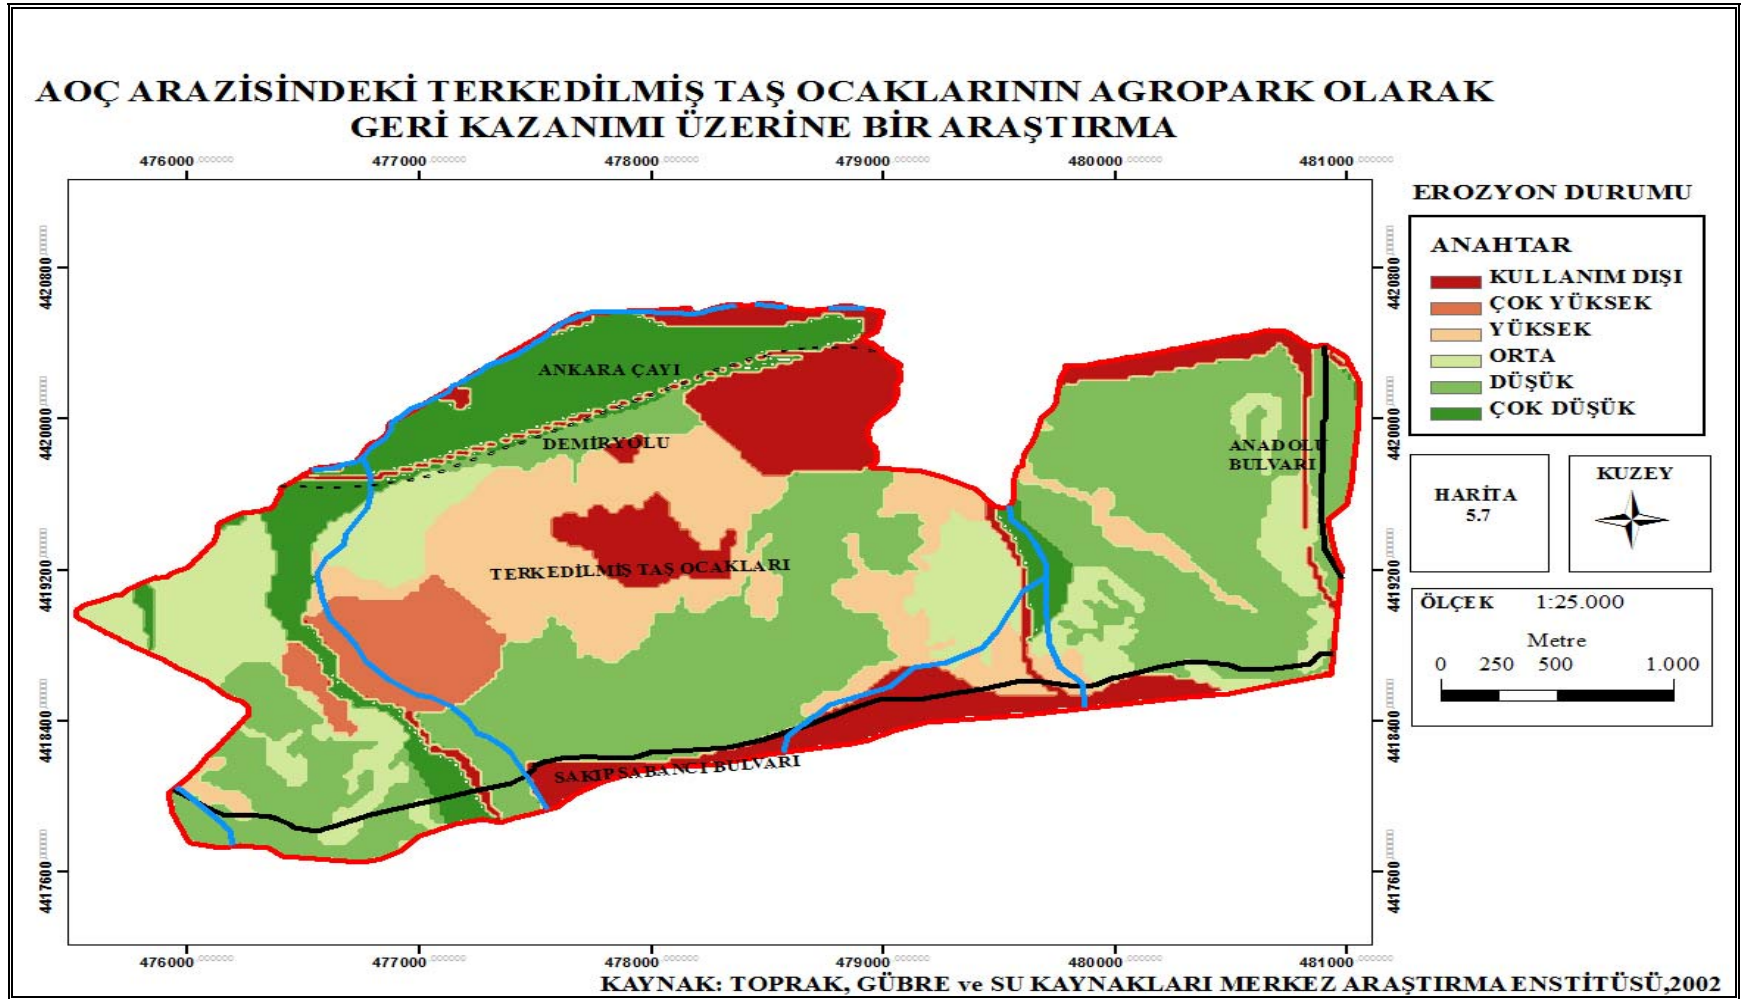 AOÇ ARAZİSİNDEKİ TERKEDİLMİŞ TAŞ OCAKLARININ AGROPARK OLARAK
GERİ KAZANIMI ÜZERİNE BİR ARAŞTIRMA
476000 477000 478000 479000 480000 481000
EROZYON DURUMU
ANAHTAR
KULLANIM DIŞI
ÇOK YÜKSEK
YÜKSEK
ORTA
DÜŞÜK
ÇOK DÜŞÜK
4420800
4420000
4419200
4418400
4417600
ANKARA ÇAYI
DEMİRYOLU
ANADOLU
BULVARI
TERKEDİLMİŞ TAŞ OCAKLARI
SAKIP SABANCI BULVARI
4420800
4420000
4419200
4418400
4417600
HARİTA
5.7
KUZEY
ÖLÇEK 1:25.000
Metre
0 250 500 1.000
476000 477000 478000 479000 480000 481000
KAYNAK: TOPRAK, GÜBRE ve SU KAYNAKLARI MERKEZ ARAŞTIRMA ENSTİTÜSÜ,2002